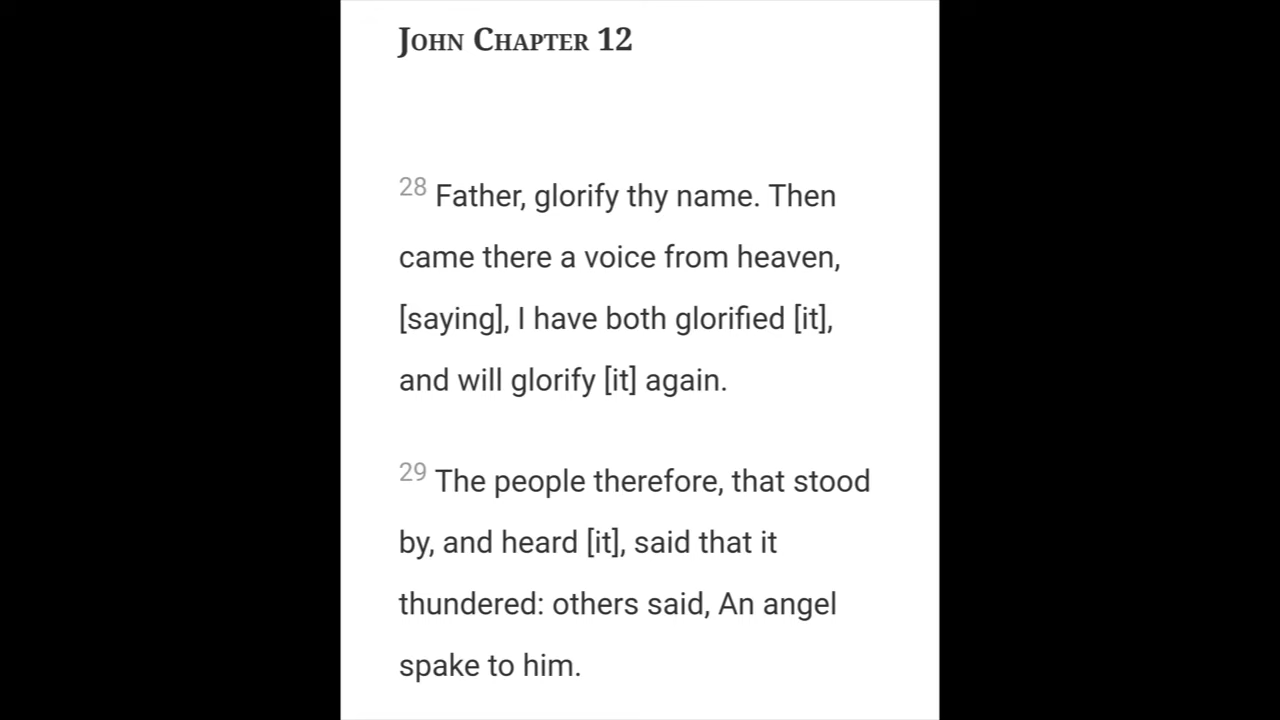 John Chapter 12
28 Father, glorify thy name. Then
came there a voice from heaven,
[saying], I have both glorified [it],
and will glorify [it] again.
29 The people therefore, that stood
by, and heard [it], said that it
thundered: others said, An angel
spake to him.